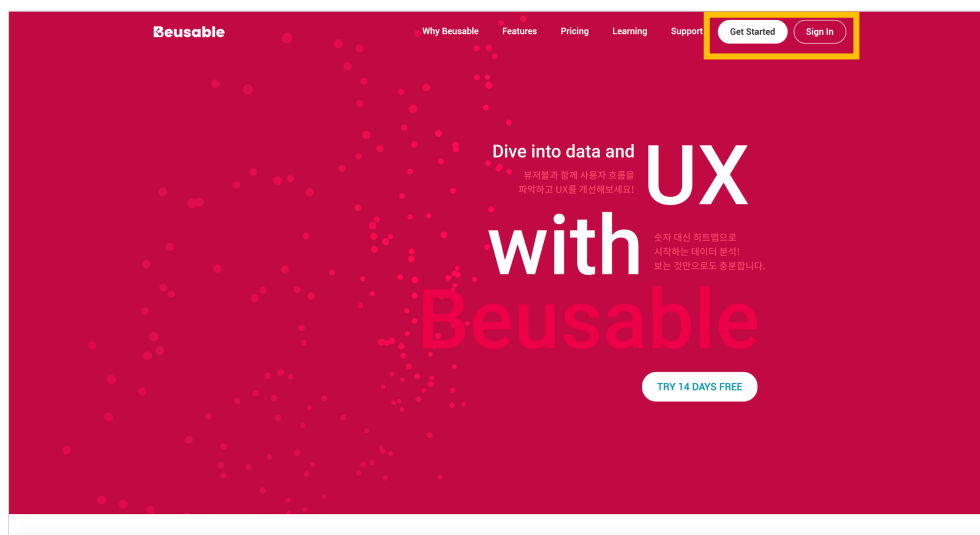 Beusable
Why Beusable Features Pricing Learning Support Get Started Sign In
Dive into data and UX
뷰저블과 함께 사용자 흐름을
파악하고 UX를 개선해보세요!
with
숫자 대신 히트맵으로
시작하는 데이터 분석!
보는 것만으로도 충분합니다.
Beusable
TRY 14 DAYS FREE